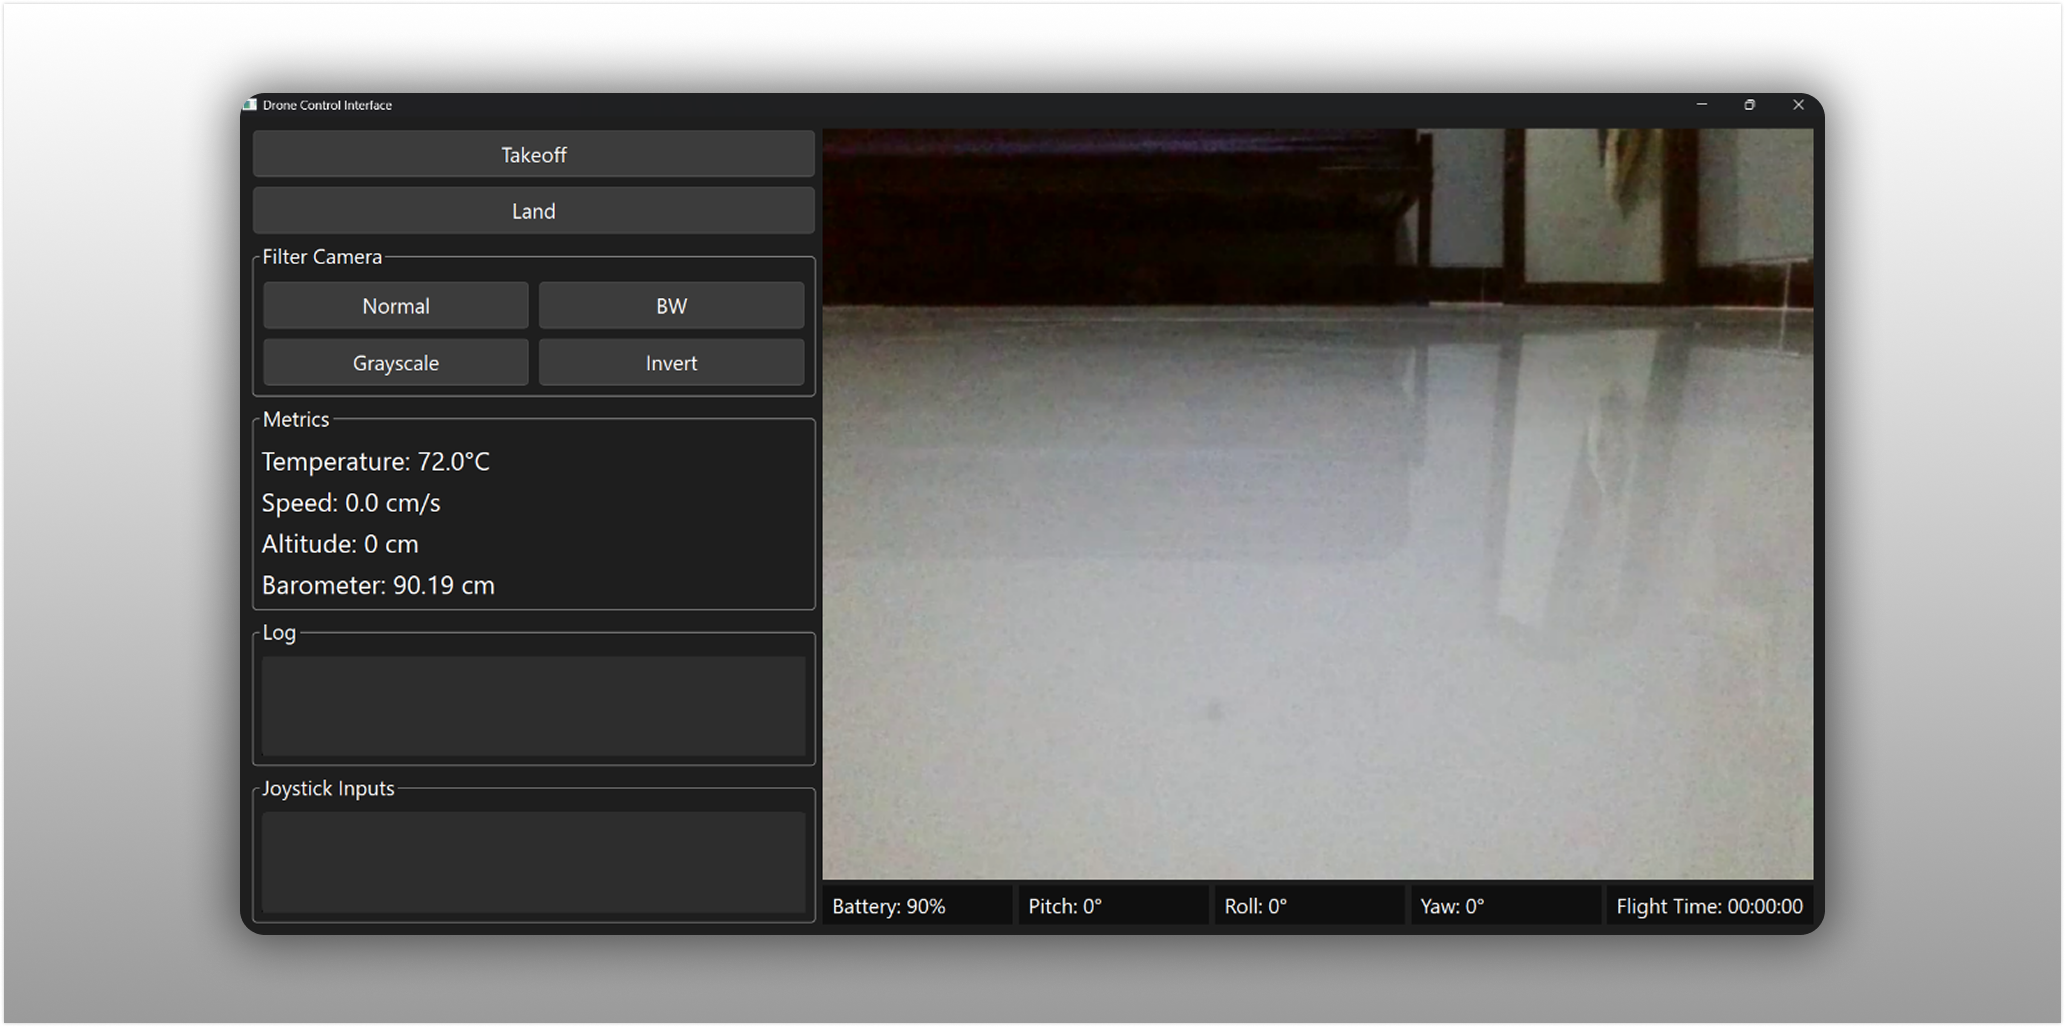 Drone Control Interface
Takeoff
Land
Filter Camera
Normal
BW
Grayscale
Invert
Metrics
Temperature: 72.0°C
Speed: 0.0 cm/s
Altitude: 0 cm
Barometer: 90.19 cm
Log
Joystick Inputs
Battery: 90%
Pitch: 0°
Roll: 0°
Yaw: 0°
Flight Time: 00:00:00